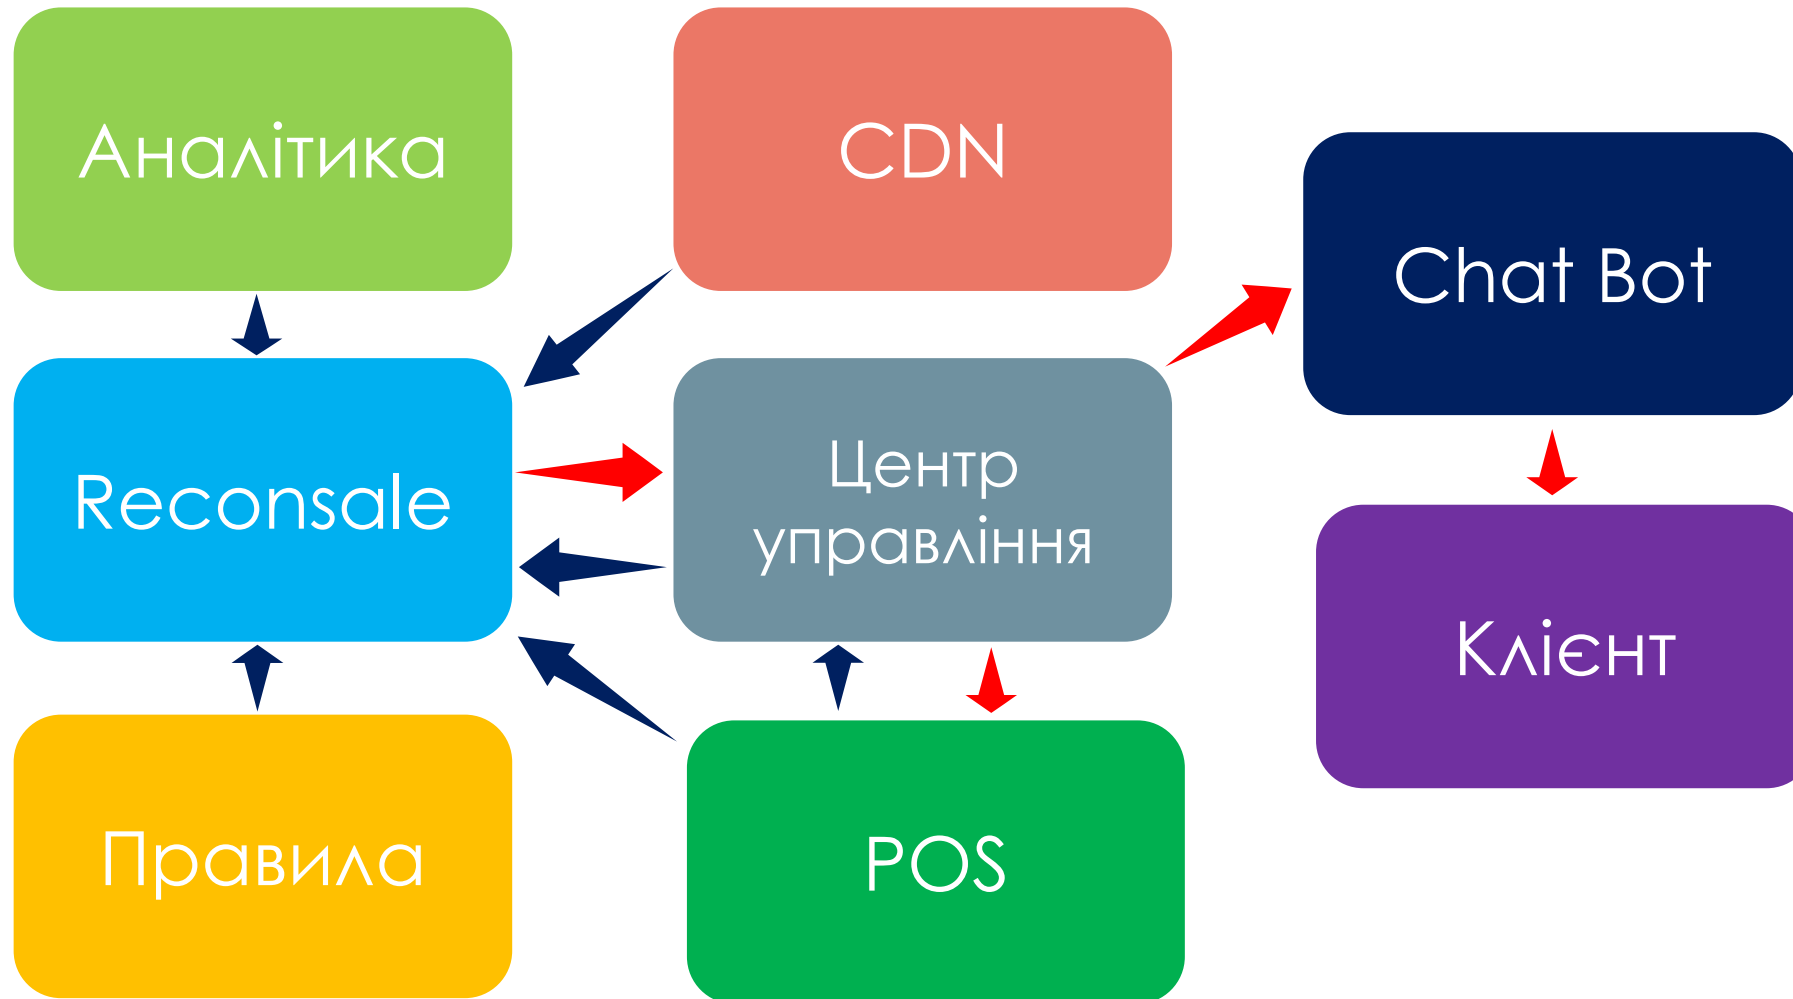 Аналітика
CDN
Chat Bot
Reconsale
Центр
управління
Клієнт
Правила
POS